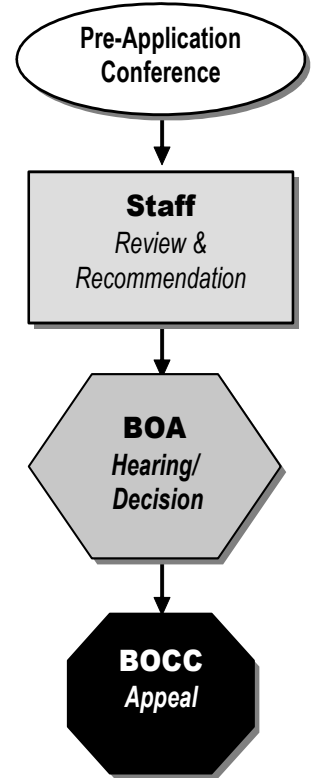 Pre-Application
Conference
Staff
Review &
Recommendation
BOA
Hearing/
Decision
BOCC
Appeal